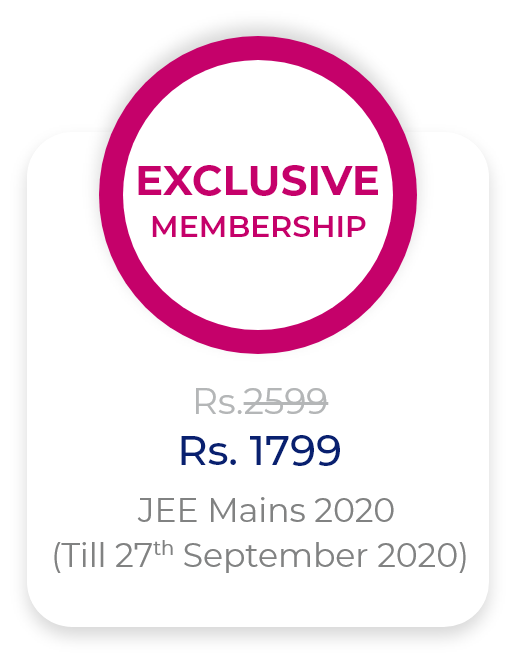 EXCLUSIVE
MEMBERSHIP
Rs.2599
Rs. 1799
JEE Mains 2020
(Till 27th September 2020)